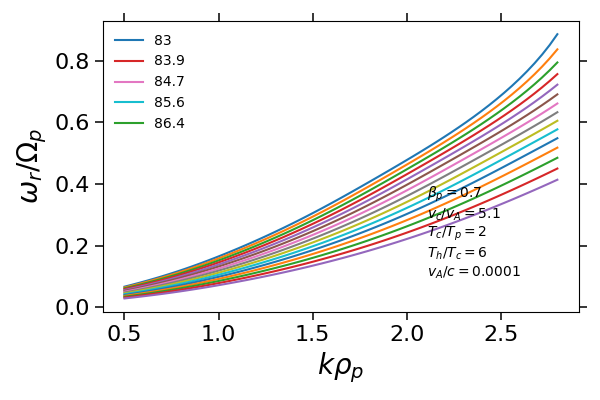 83
83.9
84.7
85.6
86.4
β_p = 0.7
v_c/v_A = 5.1
T_c/T_p = 2
T_h/T_c = 6
v_A/c = 0.0001
ω_r/Ω_p
0.8
0.6
0.4
0.2
0.0
0.5 1.0 1.5 2.0 2.5
kρ_p